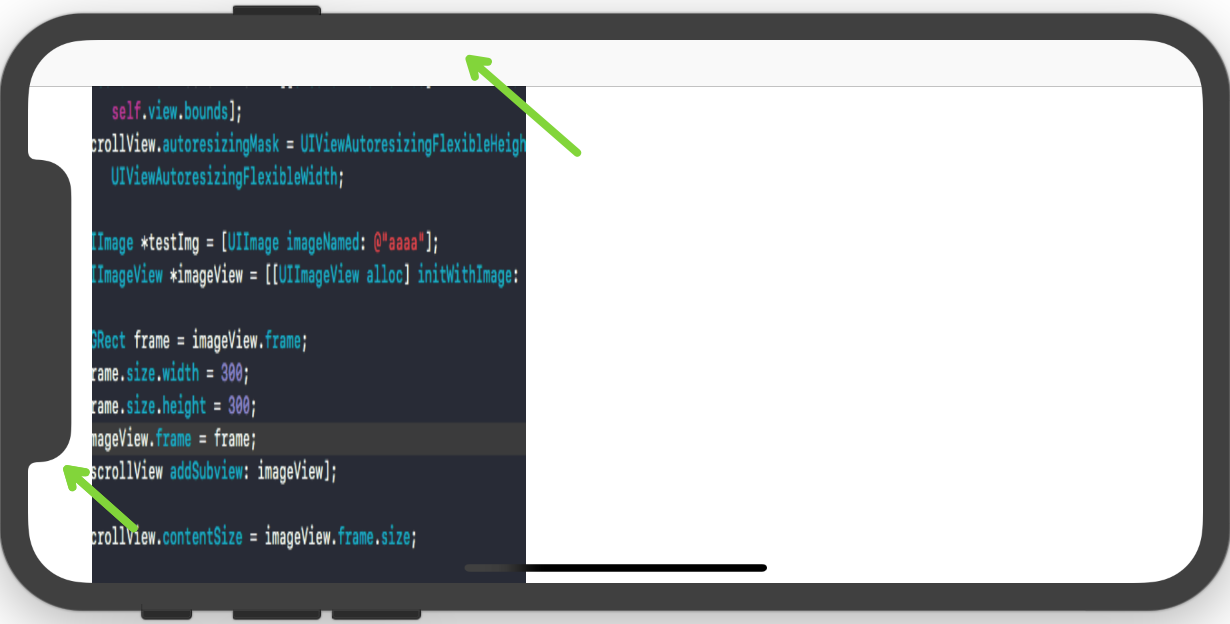 self.view.bounds];
crollView.autoresizingMask = UIViewAutoresizingFlexibleHeigh
UIViewAutoresizingFlexibleWidth;
IImage *testImg = [UIImage imageNamed: @"aaaa"];
IImageView *imageView = [[UIImageView alloc] initWithImage:
GRect frame = imageView.frame;
rame.size.width = 300;
rame.size.height = 300;
mageView.frame = frame;
scrollView addSubview: imageView];
crollView.contentSize = imageView.frame.size;